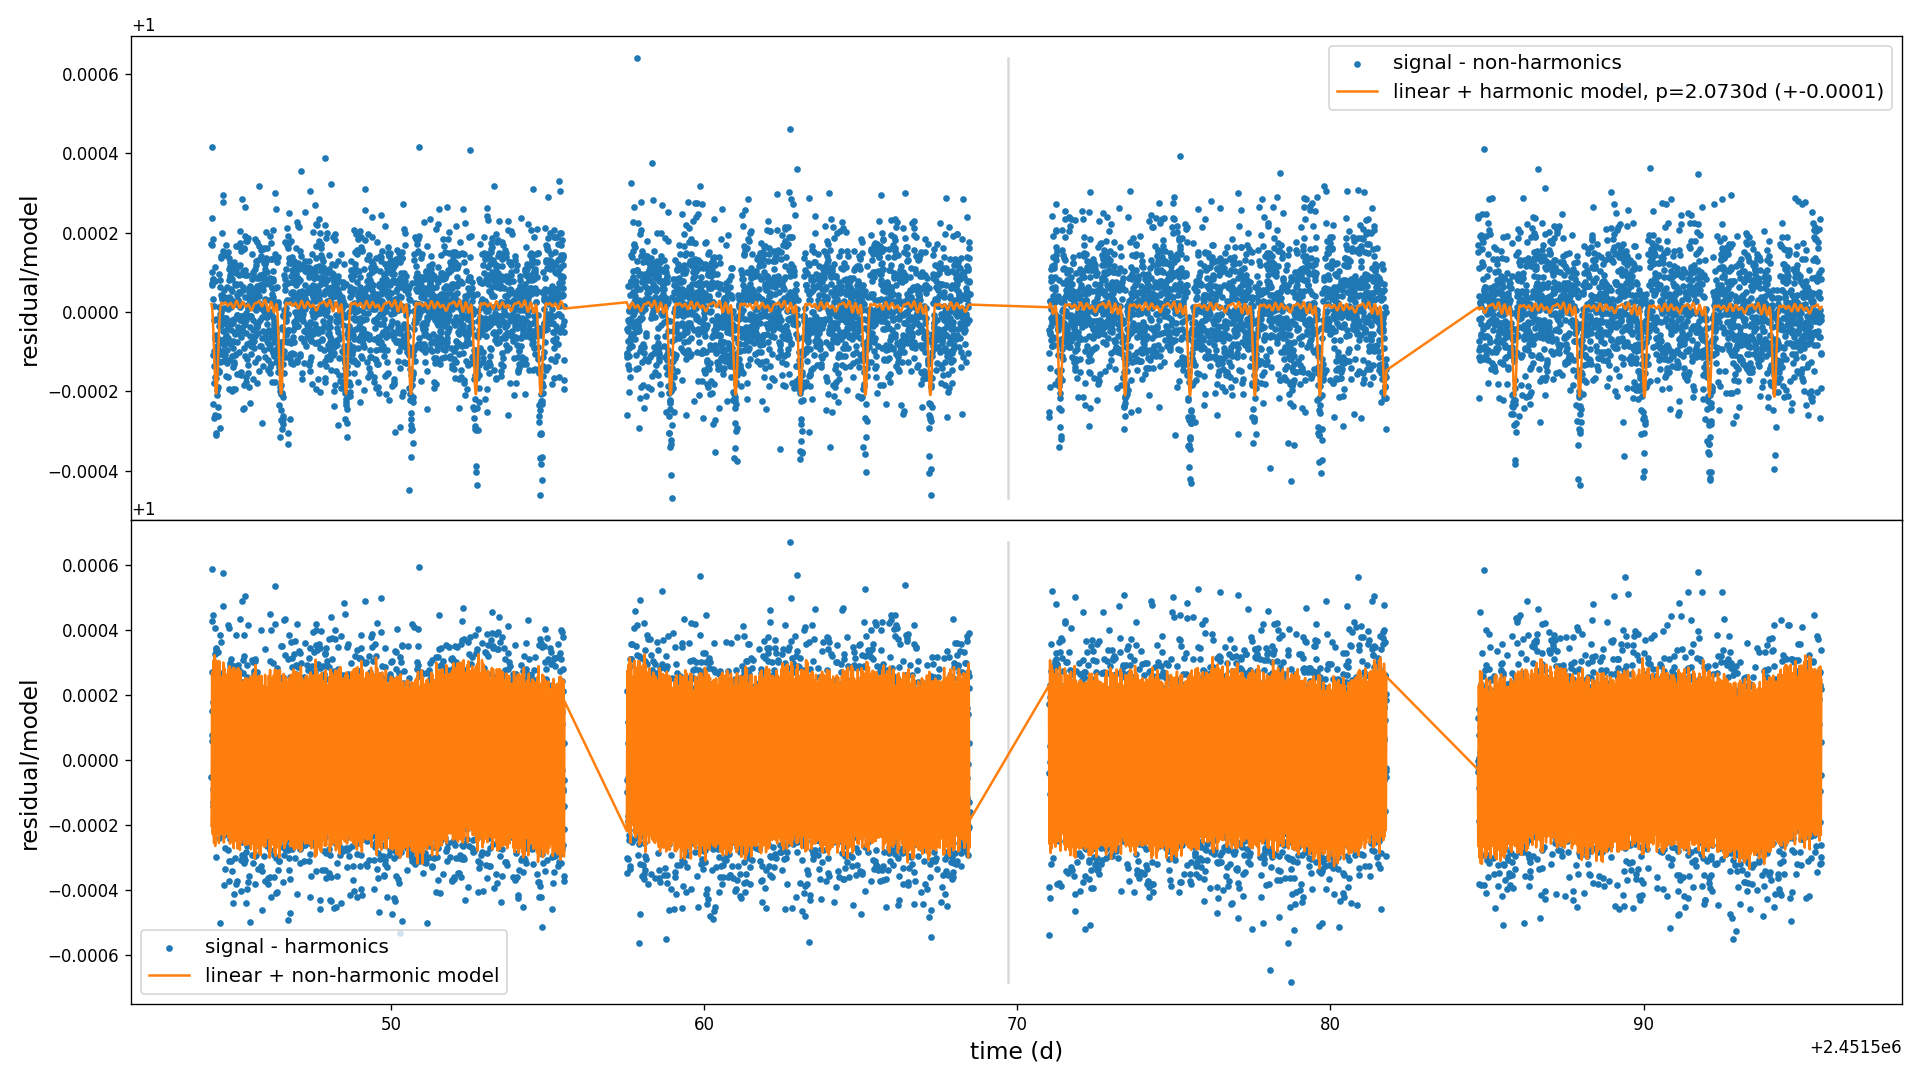 +1
0.0006
0.0004
0.0002
0.0000
−0.0002
−0.0004
residual/model
signal - non-harmonics
linear + harmonic model, p=2.0730d (+-0.0001)
+1
0.0006
0.0004
0.0002
0.0000
−0.0002
−0.0004
−0.0006
residual/model
signal - harmonics
linear + non-harmonic model
50
60
70
80
90
time (d)
+2.4515e6